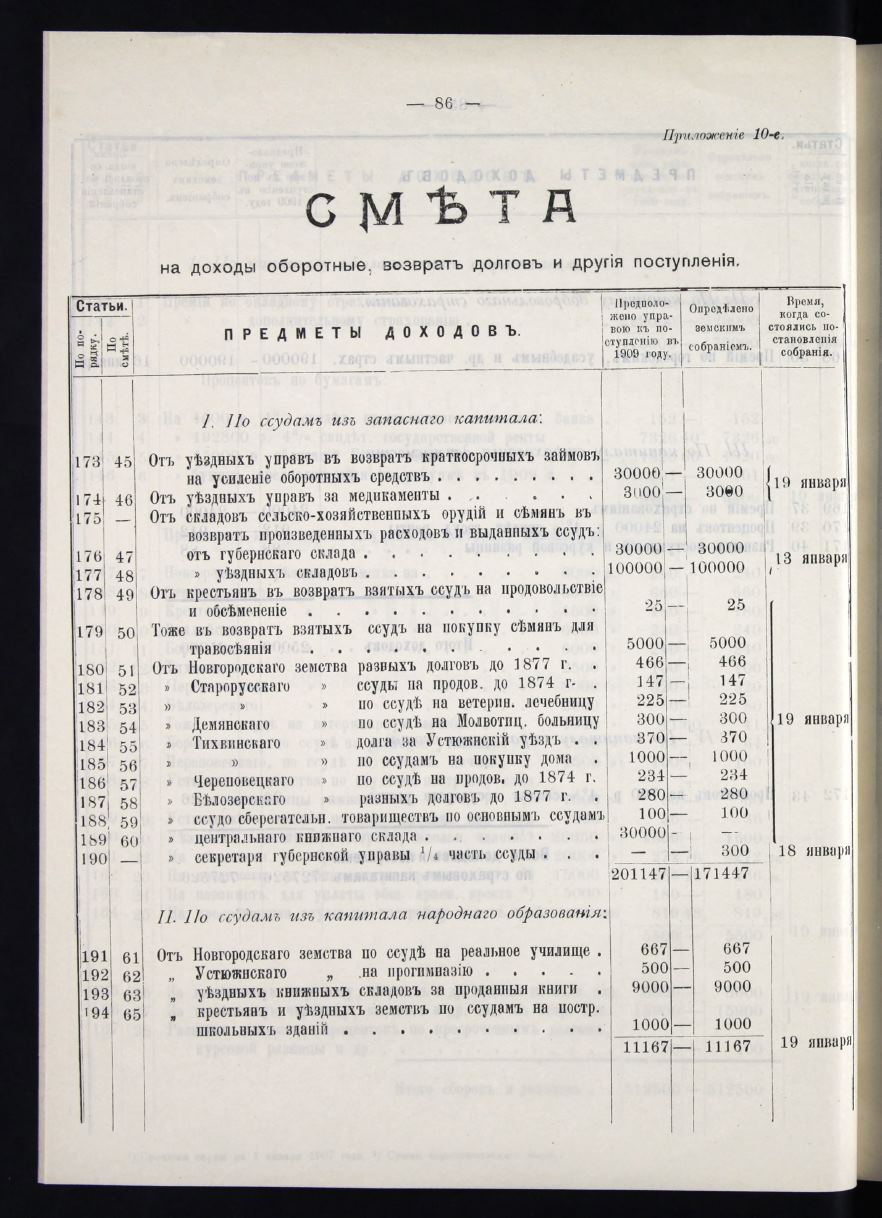 — 86 —
Приложеніе 10-е.
СМѢТА
на доходы оборотные, возвратъ долговъ и другія поступленія.
Статьи.
По порядку.
По смѣтѣ.
ПРЕДМЕТЫ ДОХОДОВЪ.
Предположено управою къ поступленію въ 1909 году.
Опредѣлено земскимъ собраніемъ.
Время, когда состоялись постановленія собранія.
I. По ссудамъ изъ запаснаго капитала:
173 45 Отъ уѣздныхъ управъ въ возвратъ краткосрочныхъ займовъ
на усиленіе оборотныхъ средствъ . . . . . . . . . 30000 — 30000
19 января
174 46 Отъ уѣздныхъ управъ за медикаменты . . . . . . 3000 — 3000
175 — Отъ складовъ сельско-хозяйственныхъ орудій и сѣмянъ въ
возвратъ произведенныхъ расходовъ и выданныхъ ссудъ:
176 47 отъ губернскаго склада . . . . . . . . . 30000 — 30000
13 января
177 48 » уѣздныхъ складовъ . . . . . . . . . 100000 — 100000
178 49 Отъ крестьянъ въ возвратъ взятыхъ ссудъ на продовольствіе
и обсѣмененіе . . . . . . . . . . 25 — 25
179 50 Тоже въ возвратъ взятыхъ ссудъ на покупку сѣмянъ для
травосѣянія . . . . . . . . . . 5000 — 5000
180 51 Отъ Новгородскаго земства разныхъ долговъ до 1877 г. . 466 — 466
181 52 » Старорусскаго » ссуды на продов. до 1874 г. . 147 — 147
182 53 » » » по ссудѣ на ветерин. лечебницу 225 — 225
183 54 » Демянскаго » по ссудѣ на Молвотиц. больницу 300 — 300 19 января
184 55 » Тихвинскаго » долга за Устюжнскій уѣздъ . . 370 — 370
185 56 » » » по ссудамъ на покупку дома . 1000 — 1000
186 57 » Череповецкаго » по ссудѣ на продов. до 1874 г. 234 — 234
187 58 » Бѣлозерскаго » разныхъ долговъ до 1877 г. . 280 — 280
188 59 » ссудо сберегательн. товариществъ по основнымъ ссудамъ 100 — 100
189 60 » центральнаго книжнаго склада . . . . . . . 30000 - —
190 — » секретаря губернской управы 1/4 часть ссуды . . . — — 300 18 января
201147 — 171447
II. По ссудамъ изъ капитала народнаго образованія:
191 61 Отъ Новгородскаго земства по ссудѣ на реальное училище . 667 — 667
192 62 „ Устюжнскаго „ на прогимназію . . . . . 500 — 500
193 63 „ уѣздныхъ книжныхъ складовъ за проданныя книги . 9000 — 9000
194 65 „ крестьянъ и уѣздныхъ земствъ по ссудамъ на постр.
школьныхъ зданій . . . . . . . . . . 1000 — 1000
11167 — 11167 19 января